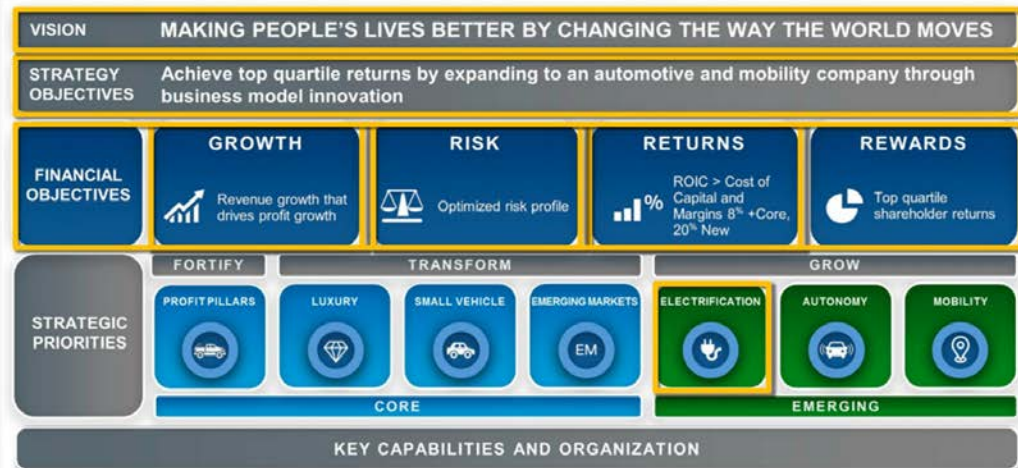 VISION
MAKING PEOPLE'S LIVES BETTER BY CHANGING THE WAY THE WORLD MOVES
STRATEGY
OBJECTIVES
Achieve top quartile returns by expanding to an automotive and mobility company through
business model innovation
FINANCIAL
OBJECTIVES
GROWTH
Revenue growth that
drives profit growth
RISK
Optimized risk profile
RETURNS
%
ROIC > Cost of
Capital and
Margins 8% +Core,
20% New
REWARDS
Top quartile
shareholder returns
STRATEGIC
PRIORITIES
FORTIFY
TRANSFORM
GROW
PROFIT PILLARS
LUXURY
SMALL VEHICLE
EMERGING MARKETS
EM
ELECTRIFICATION
AUTONOMY
MOBILITY
CORE
EMERGING
KEY CAPABILITIES AND ORGANIZATION